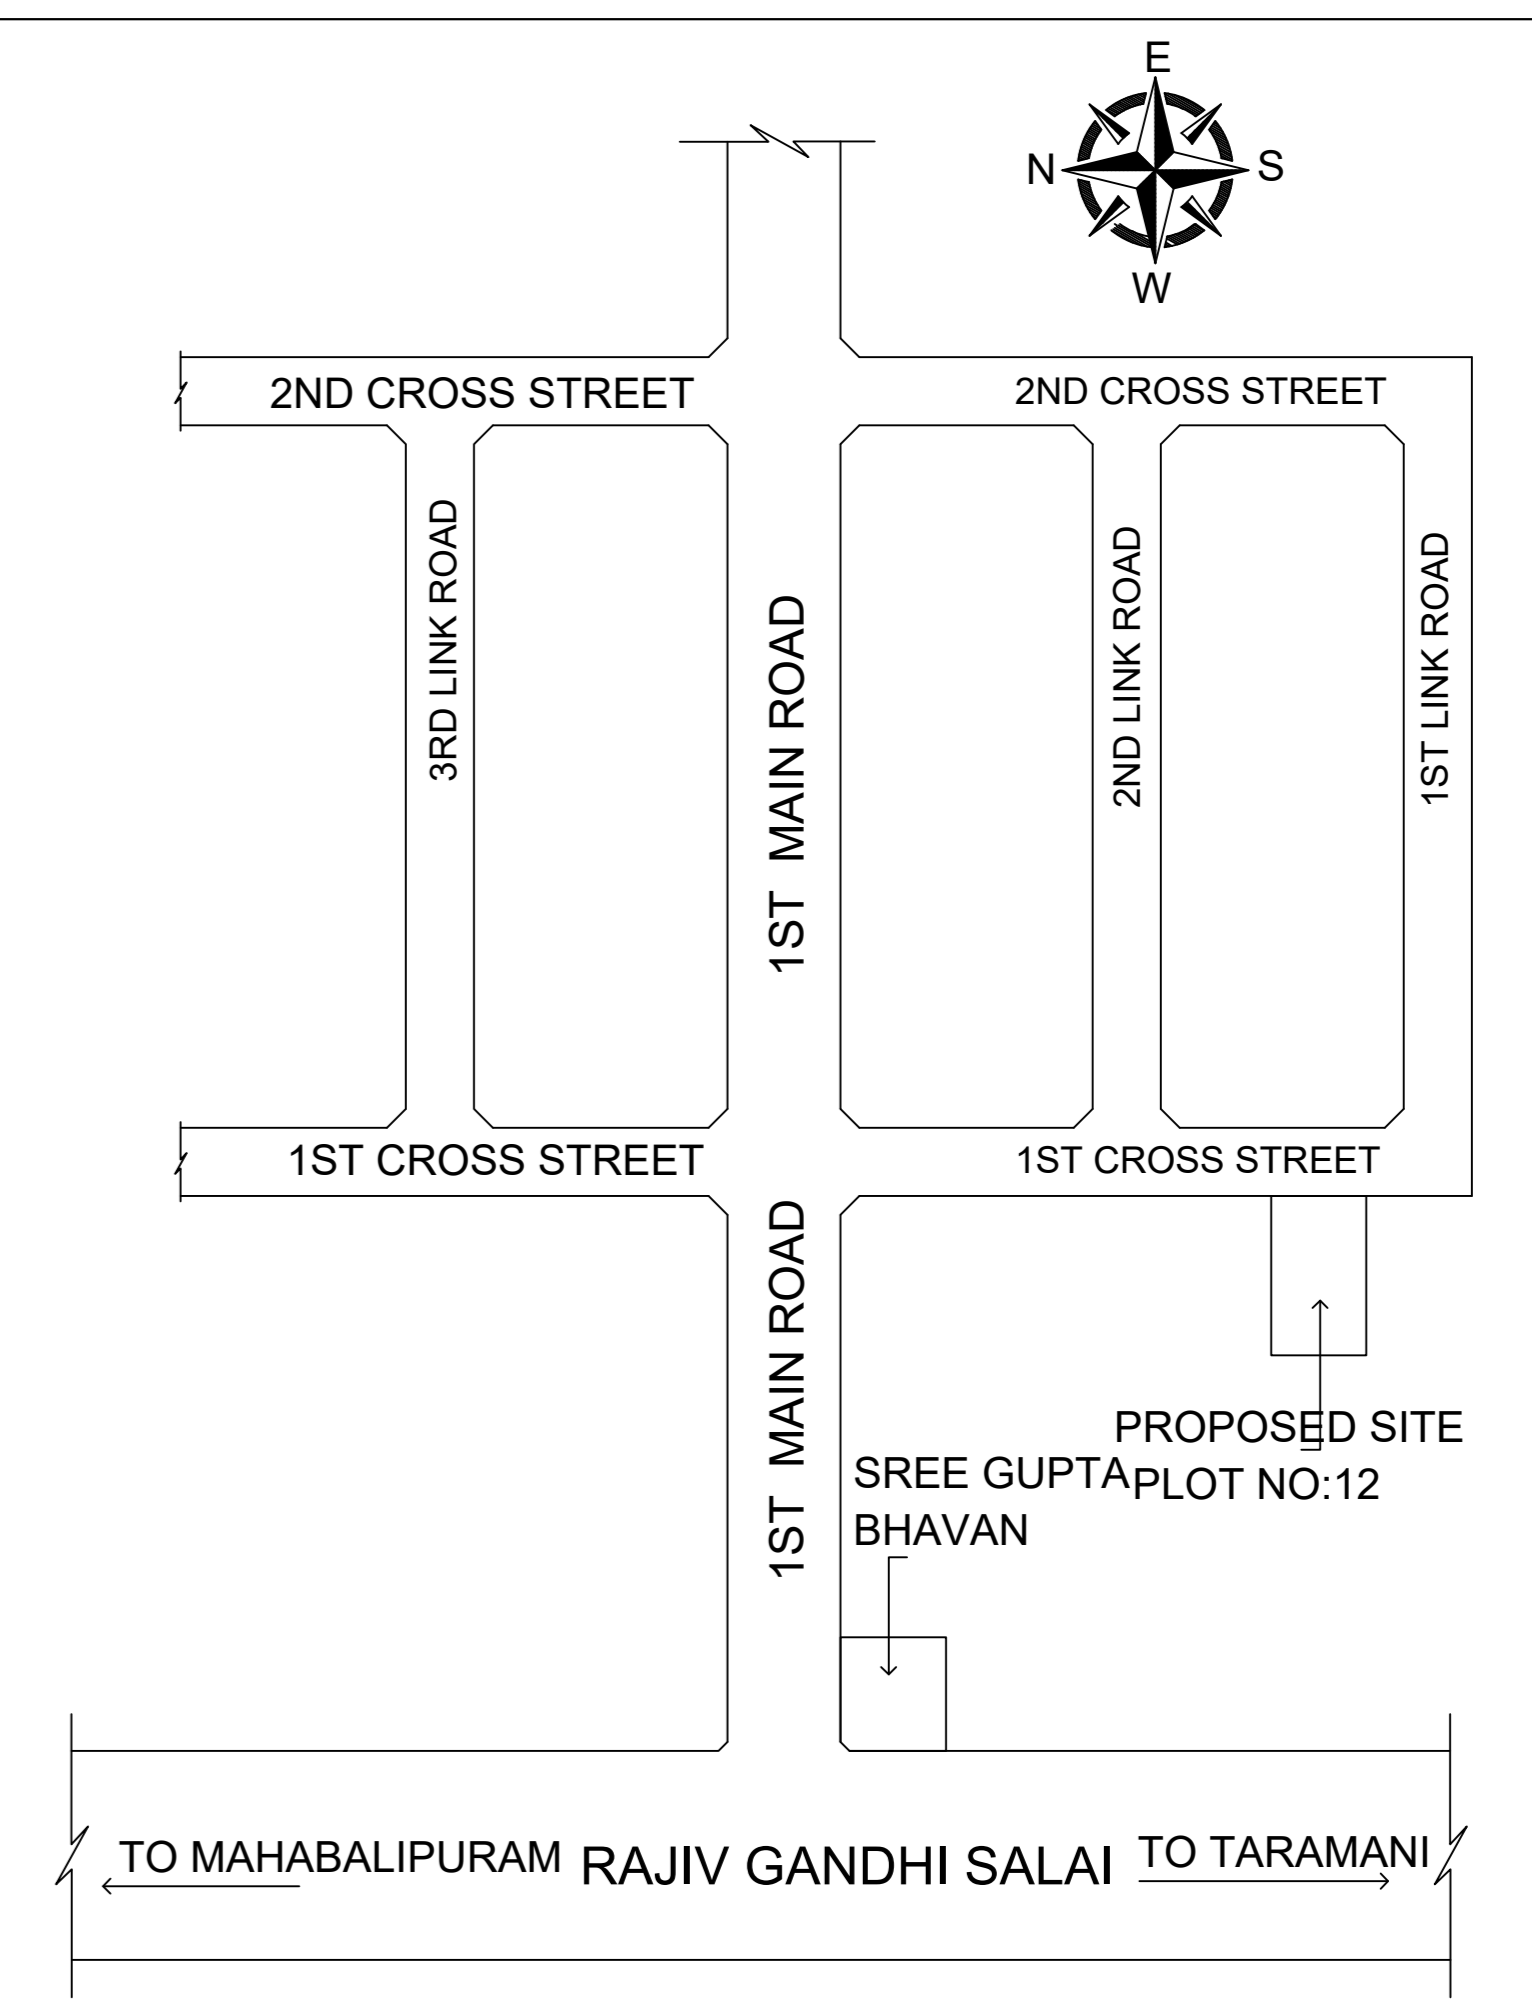 E
N
S
W
2ND CROSS STREET
2ND CROSS STREET
3RD LINK ROAD
1ST MAIN ROAD
2ND LINK ROAD
1ST LINK ROAD
1ST CROSS STREET
1ST CROSS STREET
1ST MAIN ROAD
PROPOSED SITE
PLOT NO:12
SREE GUPTA
BHAVAN
TO MAHABALIPURAM
RAJIV GANDHI SALAI
TO TARAMANI